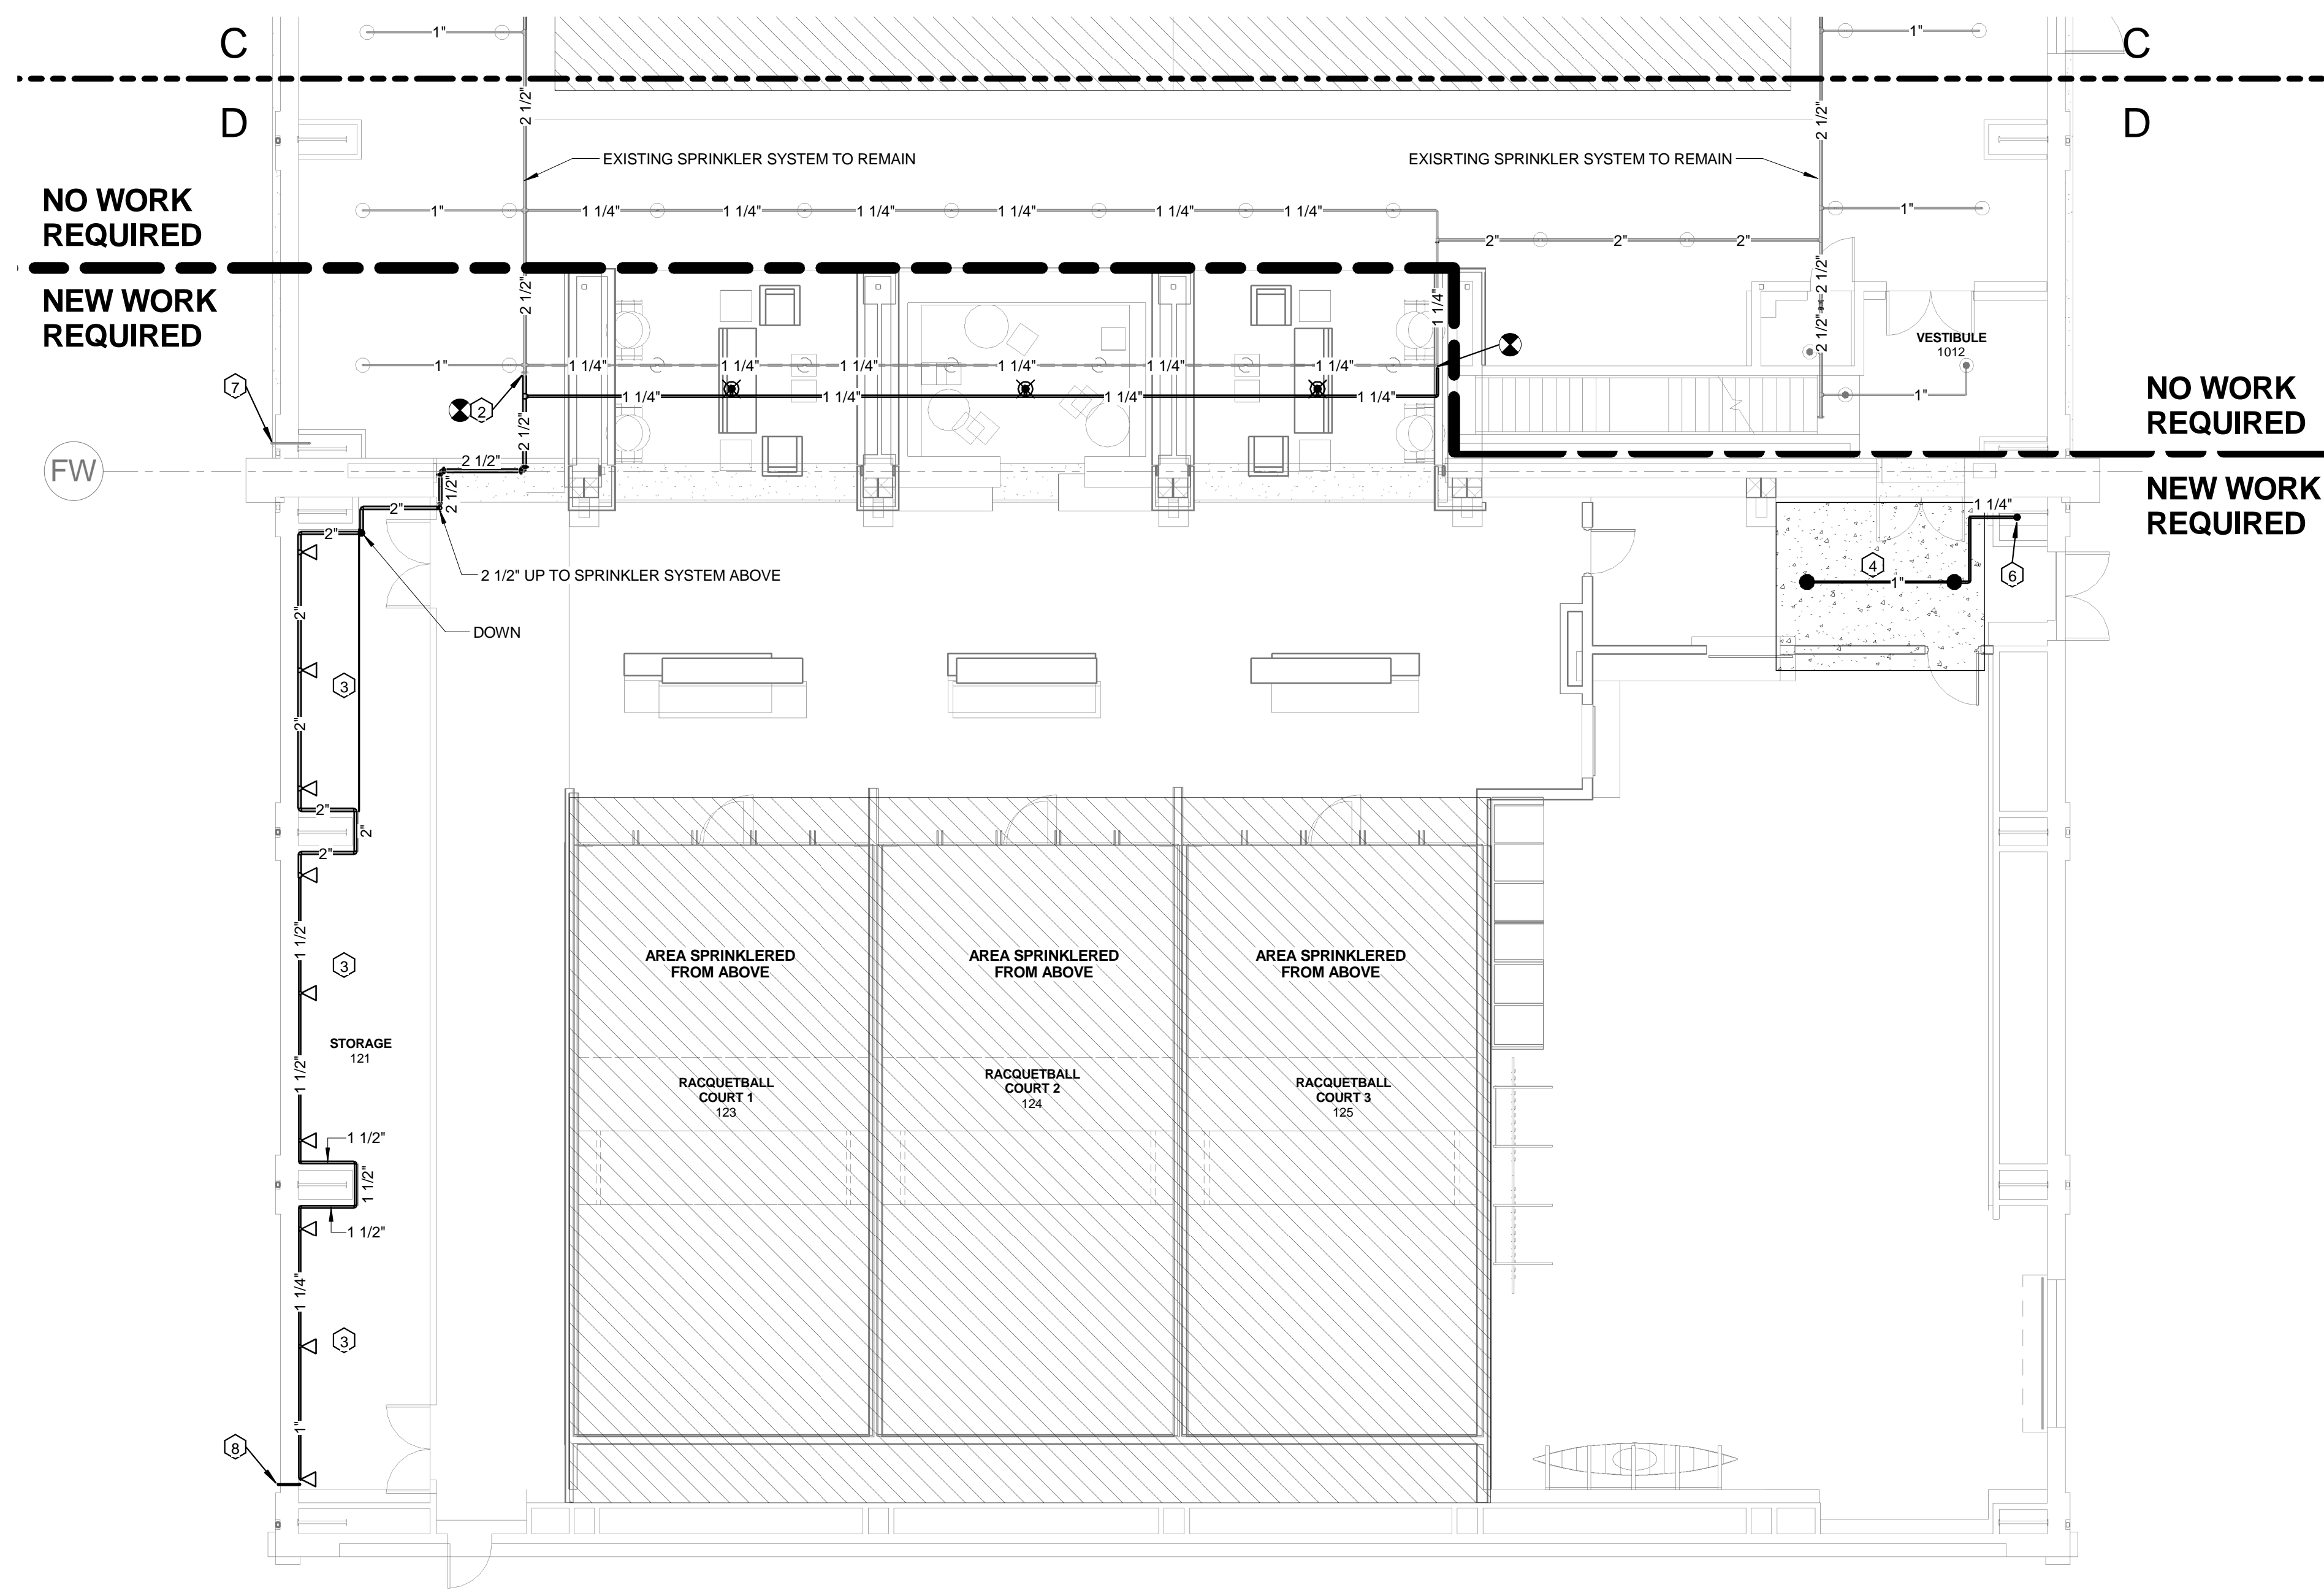 C
1"
1"
C
D
2 1/2"
2 1/2"
D
EXISTING SPRINKLER SYSTEM TO REMAIN
EXISRTING SPRINKLER SYSTEM TO REMAIN
NO WORK
REQUIRED
1"
1 1/4"
1 1/4"
1 1/4"
1 1/4"
1 1/4"
1 1/4"
1"
2"
2"
2"
NEW WORK
REQUIRED
2 1/2"
1 1/4"
2 1/2"
2 1/2"
VESTIBULE
1012
1"
1 1/4"
1 1/4"
1 1/4"
1 1/4"
1 1/4"
1 1/4"
7
2
1 1/4"
1 1/4"
1 1/4"
1 1/4"
1"
NO WORK
REQUIRED
2 1/2"
FW
2 1/2"
2 1/2"
NEW WORK
REQUIRED
2"
2"
1 1/4"
4
1"
6
2 1/2" UP TO SPRINKLER SYSTEM ABOVE
DOWN
2"
3
2"
2"
2"
2"
1 1/2"
3
AREA SPRINKLERED
FROM ABOVE
AREA SPRINKLERED
FROM ABOVE
AREA SPRINKLERED
FROM ABOVE
STORAGE
121
1 1/2"
RACQUETBALL
COURT 1
123
RACQUETBALL
COURT 2
124
RACQUETBALL
COURT 3
125
1 1/2"
1 1/2"
1 1/2"
1 1/4"
3
1"
8